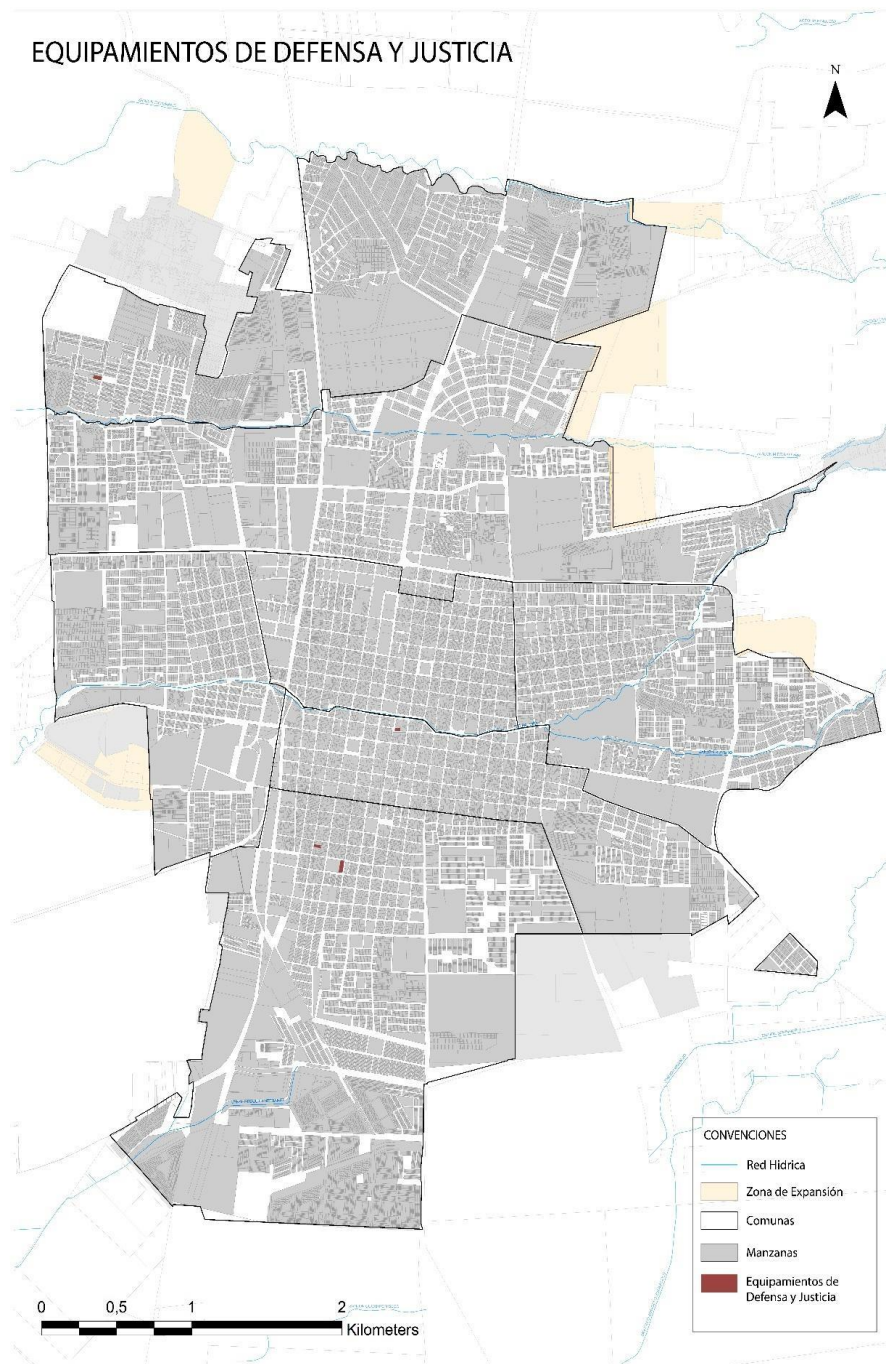 EQUIPAMIENTOS DE DEFENSA Y JUSTICIA
N
CONVENCIONES
Red Hídrica
Zona de Expansión
Comunas
Manzanas
Equipamientos de
Defensa y Justicia
0 0,5 1 2
Kilometers